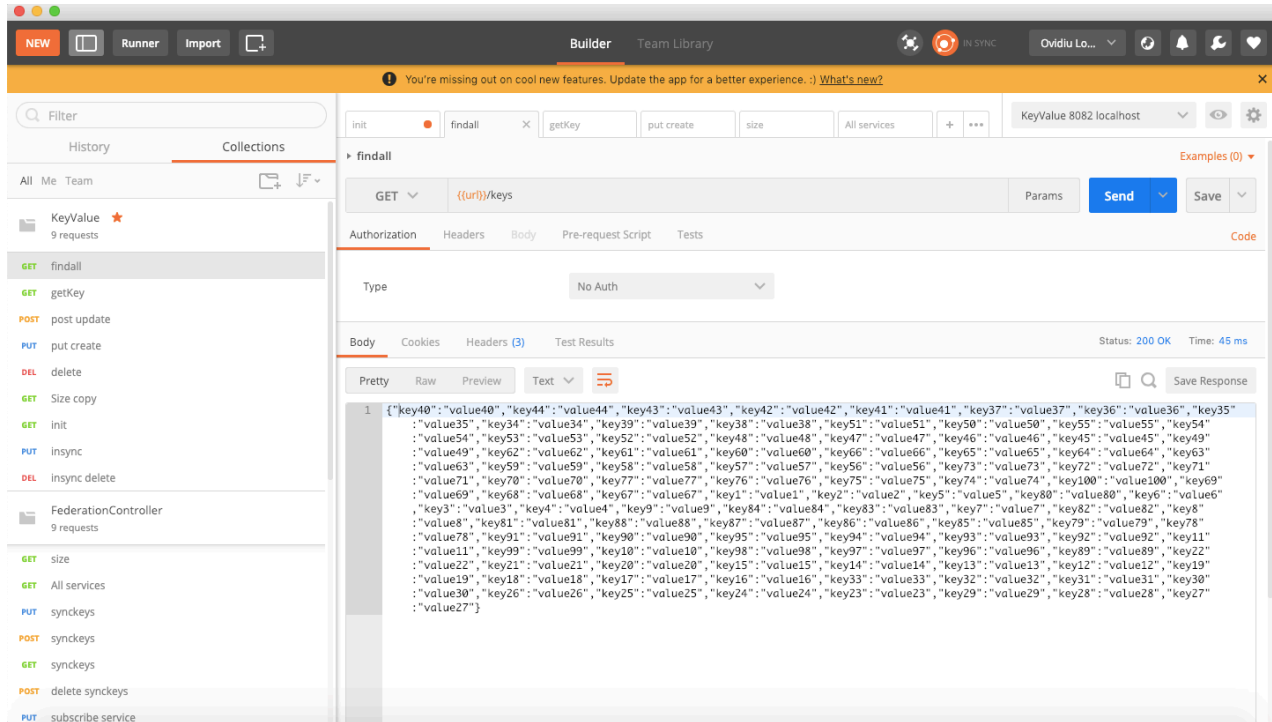 NEW
Runner
Import
Builder
Team Library
IN SYNC
Ovidiu Lo...
You're missing out on cool new features. Update the app for a better experience. :) What's new?
Filter
History
Collections
All Me Team
KeyValue
9 requests
GET findall
GET getKey
POST post update
PUT put create
DEL delete
GET Size copy
GET init
PUT insync
DEL insync delete
FederationController
9 requests
GET size
GET All services
PUT synckeys
POST synckeys
GET synckeys
POST delete synckeys
PUT subscribe service
init
findall
getKey
put create
size
All services
KeyValue 8082 localhost
findall
Examples (0)
GET
{{url}}/keys
Params
Send
Save
Authorization
Headers
Body
Pre-request Script
Tests
Code
Type
No Auth
Body
Cookies
Headers (3)
Test Results
Status: 200 OK
Time: 45 ms
Pretty
Raw
Preview
Text
Save Response
1 {"key40":"value40","key44":"value44","key43":"value43","key42":"value42","key41":"value41","key37":"value37","key36":"value36","key35"
:"value35","key34":"value34","key39":"value39","key38":"value38","key51":"value51","key50":"value50","key55":"value55","key54"
:"value54","key53":"value53","key52":"value52","key48":"value48","key47":"value47","key46":"value46","key45":"value45","key49"
:"value49","key62":"value62","key61":"value61","key60":"value60","key66":"value66","key65":"value65","key64":"value64","key63"
:"value63","key59":"value59","key58":"value58","key57":"value57","key56":"value56","key73":"value73","key72":"value72","key71"
:"value71","key70":"value70","key77":"value77","key76":"value76","key75":"value75","key74":"value74","key100":"value100","key69"
:"value69","key68":"value68","key67":"value67","key1":"value1","key2":"value2","key5":"value5","key80":"value80","key6":"value6"
,"key3":"value3","key4":"value4","key9":"value9","key84":"value84","key83":"value83","key7":"value7","key82":"value82","key8"
:"value8","key81":"value81","key88":"value88","key87":"value87","key86":"value86","key85":"value85","key79":"value79","key78"
:"value78","key91":"value91","key90":"value90","key95":"value95","key94":"value94","key93":"value93","key92":"value92","key11"
:"value11","key99":"value99","key10":"value10","key98":"value98","key97":"value97","key96":"value96","key89":"value89","key22"
:"value22","key21":"value21","key20":"value20","key15":"value15","key14":"value14","key13":"value13","key12":"value12","key19"
:"value19","key18":"value18","key17":"value17","key16":"value16","key33":"value33","key32":"value32","key31":"value31","key30"
:"value30","key26":"value26","key25":"value25","key24":"value24","key23":"value23","key29":"value29","key28":"value28","key27"
:"value27"}